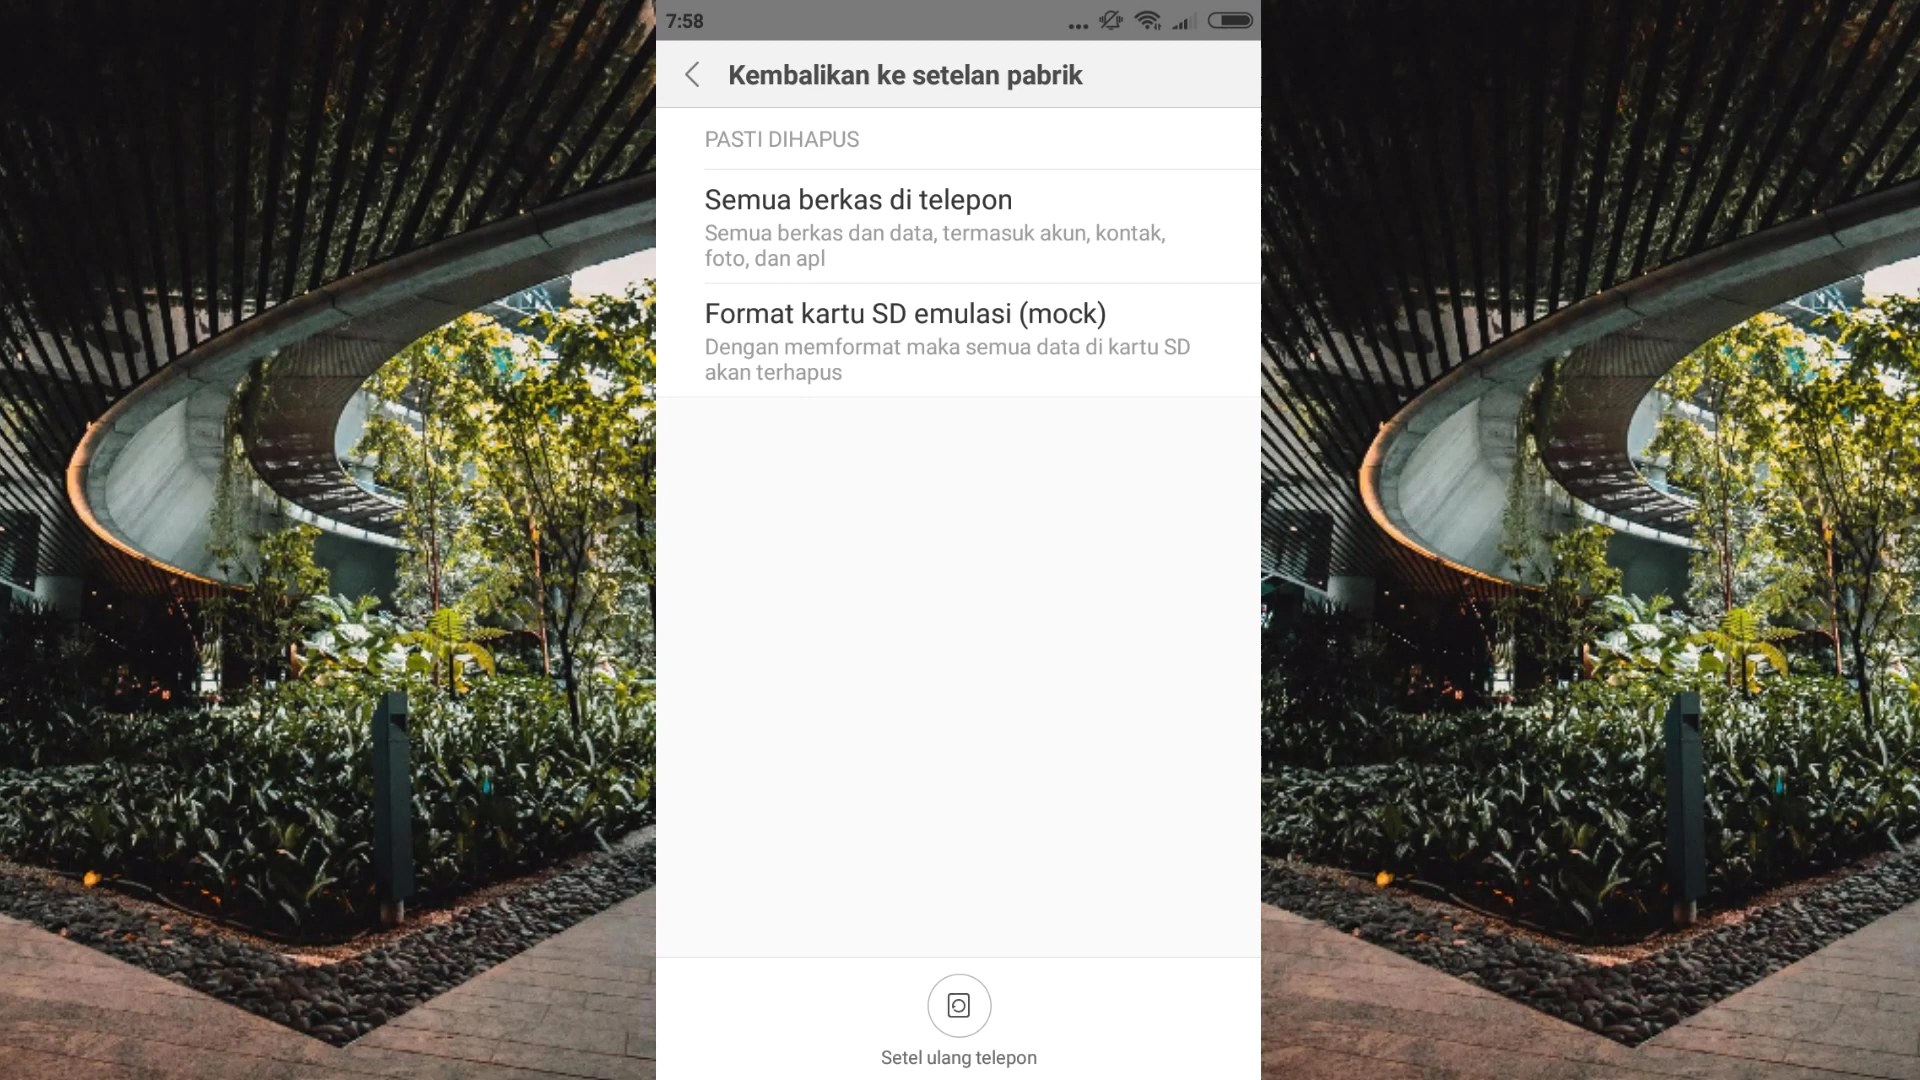 7:58
Kembalikan ke setelan pabrik
PASTI DIHAPUS
Semua berkas di telepon
Semua berkas dan data, termasuk akun, kontak,
foto, dan apl
Format kartu SD emulasi (mock)
Dengan memformat maka semua data di kartu SD
akan terhapus
Setel ulang telepon